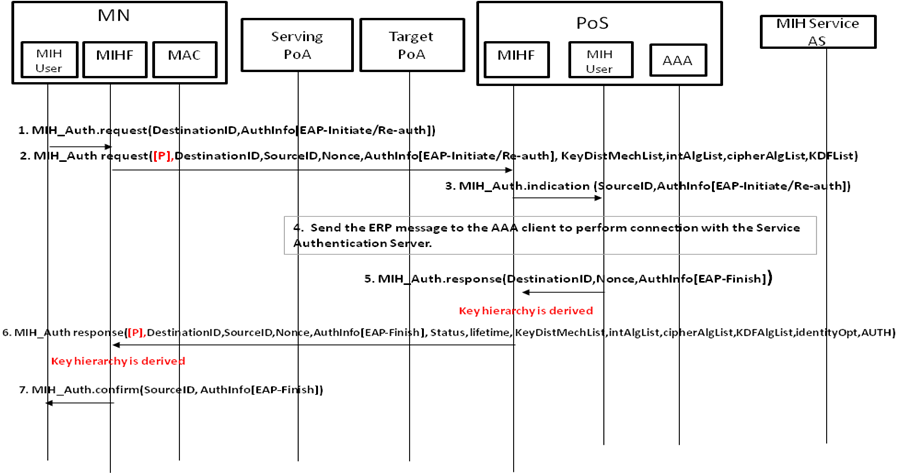 MN
PoS
MIH Service
AS
Serving
PoA
Target
PoA
MIH
User
MIHF
MAC
MIHF
MIH
User
AAA
1. MIH_Auth.request(DestinationID,AuthInfo[EAP-Initiate/Re-auth])
2. MIH_Auth request([P],DestinationID,SourceID,Nonce,AuthInfo[EAP-Initiate/Re-auth], KeyDistMechList,intAlgList,cipherAlgList,KDFList)
3. MIH_Auth.indication (SourceID,AuthInfo[EAP-Initiate/Re-auth])
4. Send the ERP message to the AAA client to perform connection with the Service
Authentication Server.
5. MIH_Auth.response(DestinationID,Nonce,AuthInfo[EAP-Finish])
Key hierarchy is derived
6. MIH_Auth response([P],DestinationID,SourceID,Nonce,AuthInfo[EAP-Finish], Status,lifetime, KeyDistMechList,intAlgList,cipherAlgList,KDFAlgList,identityOpt,AUTH)
Key hierarchy is derived
7. MIH_Auth.confirm(SourceID, AuthInfo[EAP-Finish])